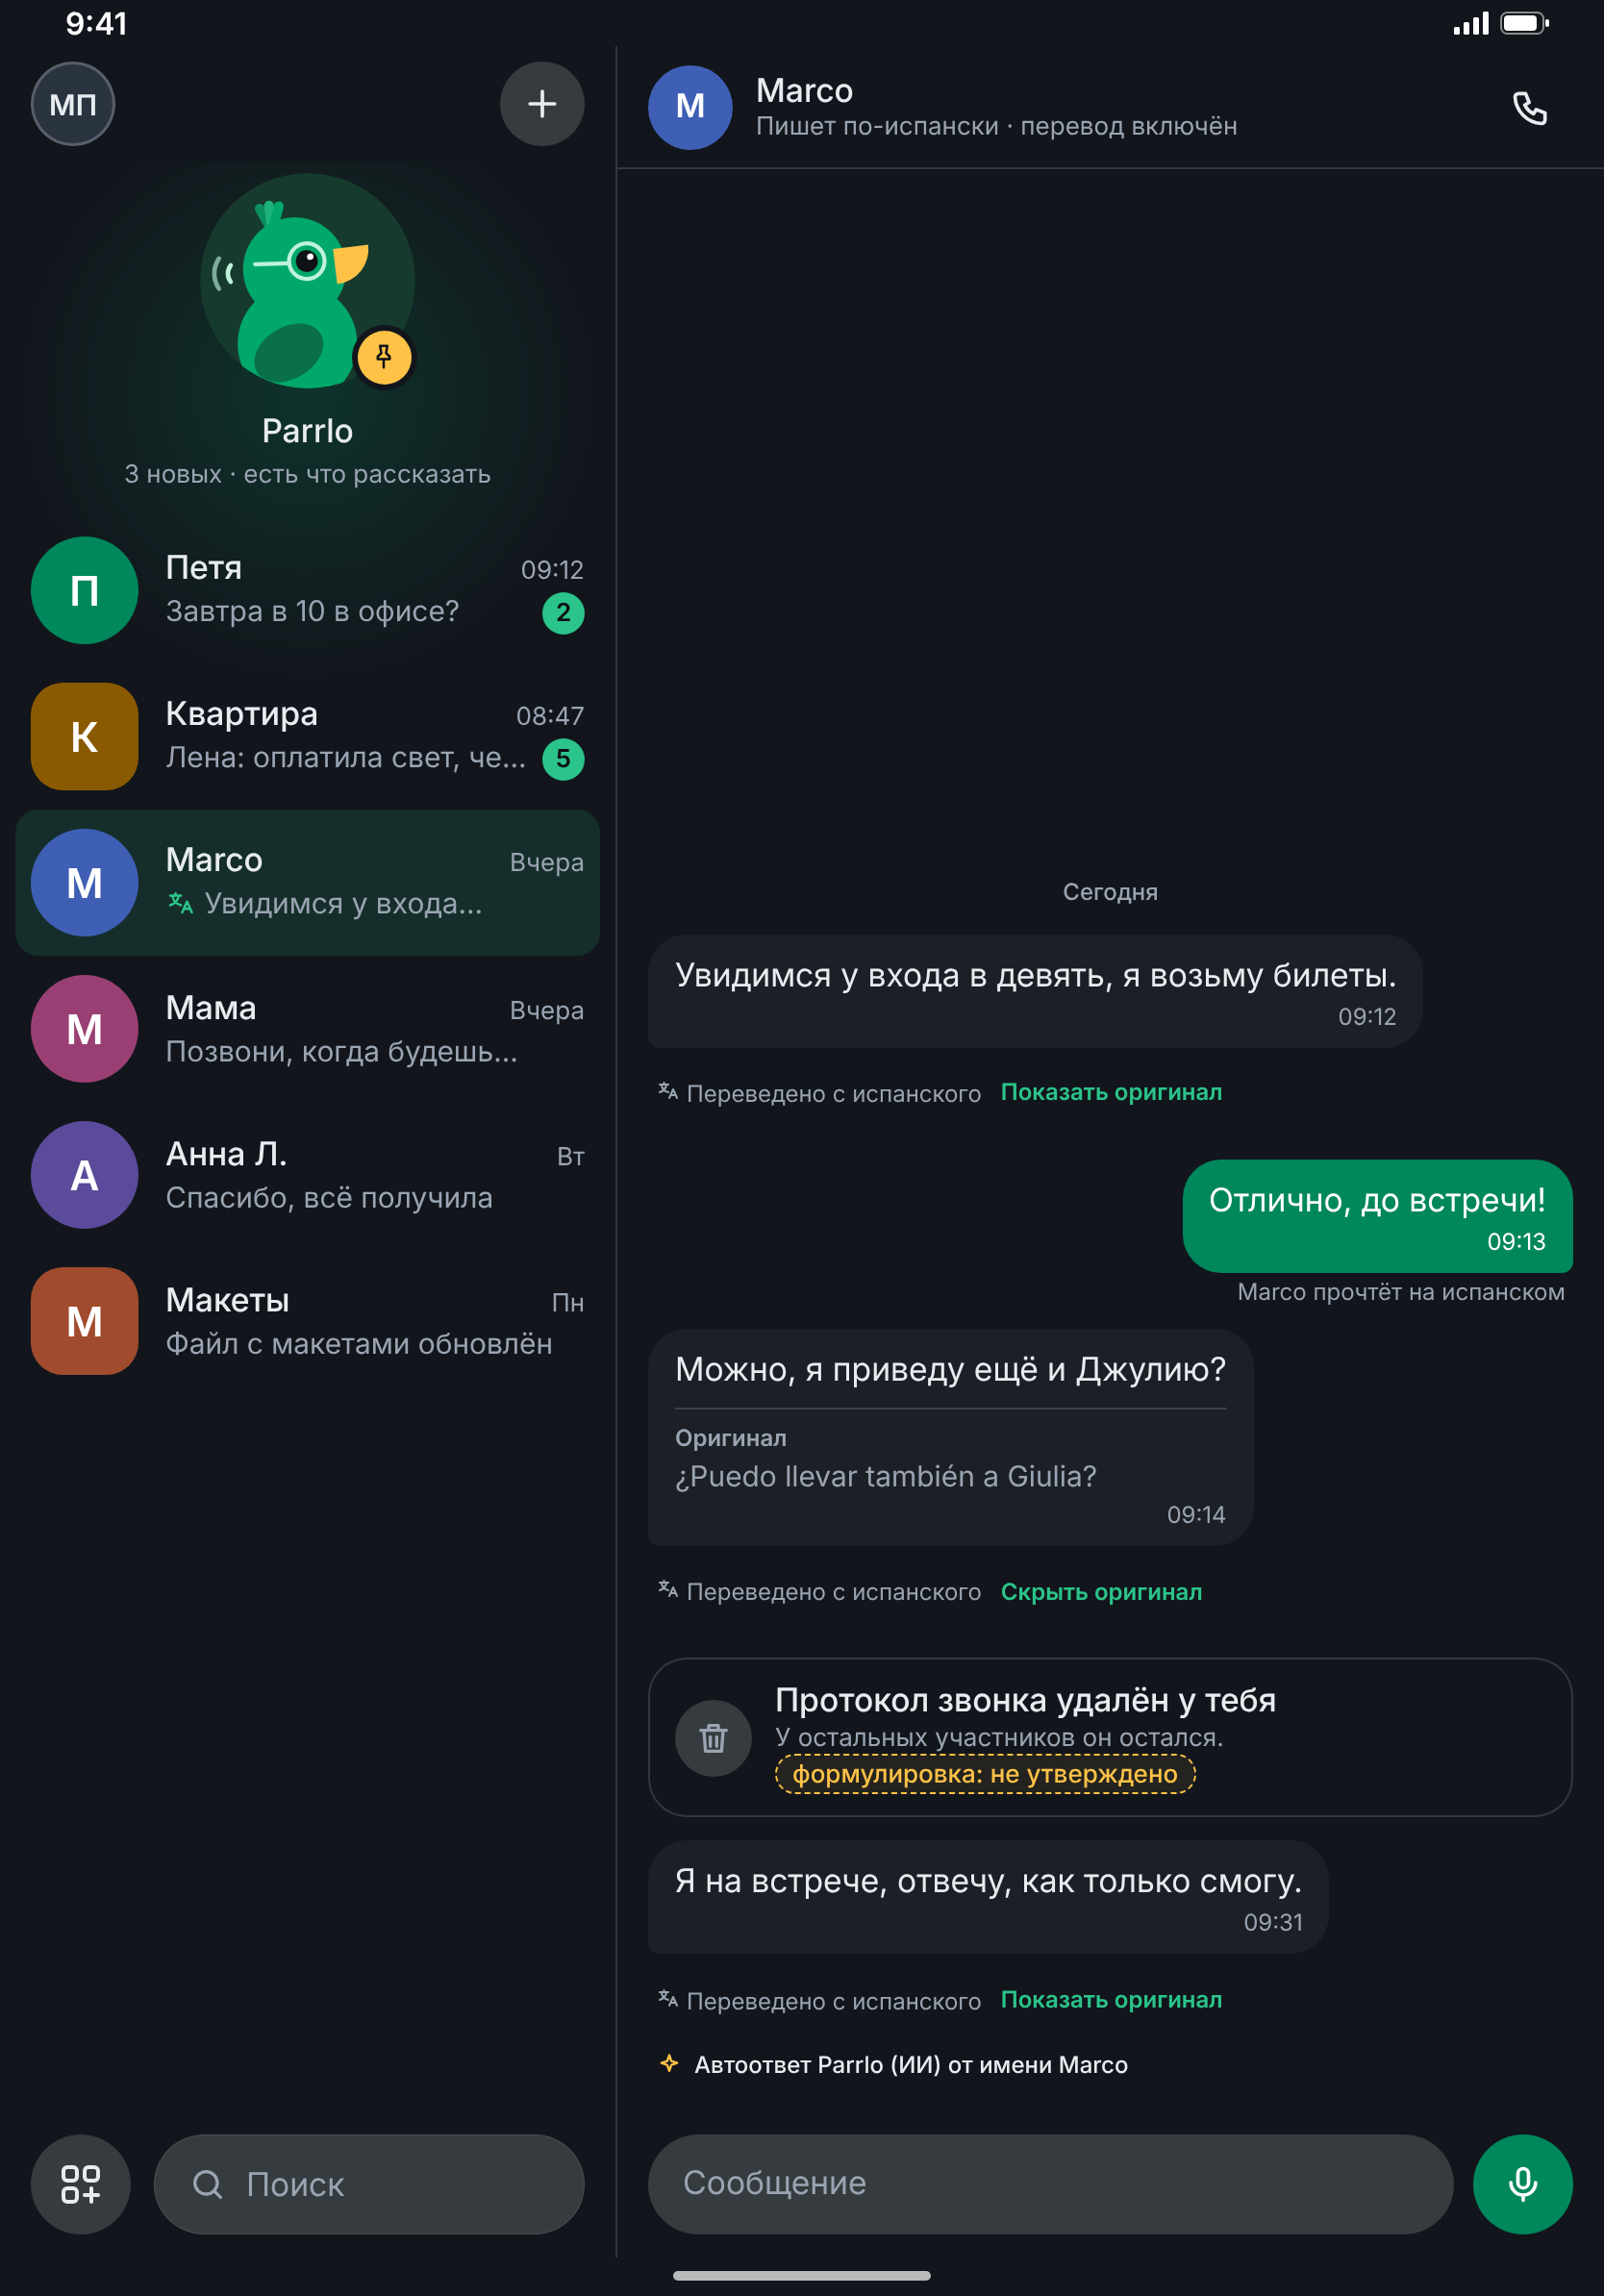 9:41
МП
Parrlo
3 новых · есть что рассказать
П
Петя
09:12
Завтра в 10 в офисе?
2
К
Квартира
08:47
Лена: оплатила свет, че...
5
M
Marco
Вчера
Увидимся у входа...
М
Мама
Вчера
Позвони, когда будешь...
А
Анна Л.
Вт
Спасибо, всё получила
М
Макеты
Пн
Файл с макетами обновлён
Поиск
M
Marco
Пишет по-испански · перевод включён
Сегодня
Увидимся у входа в девять, я возьму билеты.
09:12
Переведено с испанского Показать оригинал
Отлично, до встречи!
09:13
Marco прочтёт на испанском
Можно, я приведу ещё и Джулию?
Оригинал
¿Puedo llevar también a Giulia?
09:14
Переведено с испанского Скрыть оригинал
Протокол звонка удалён у тебя
У остальных участников он остался.
формулировка: не утверждено
Я на встрече, отвечу, как только смогу.
09:31
Переведено с испанского Показать оригинал
Автоответ Parrlo (ИИ) от имени Marco
Сообщение